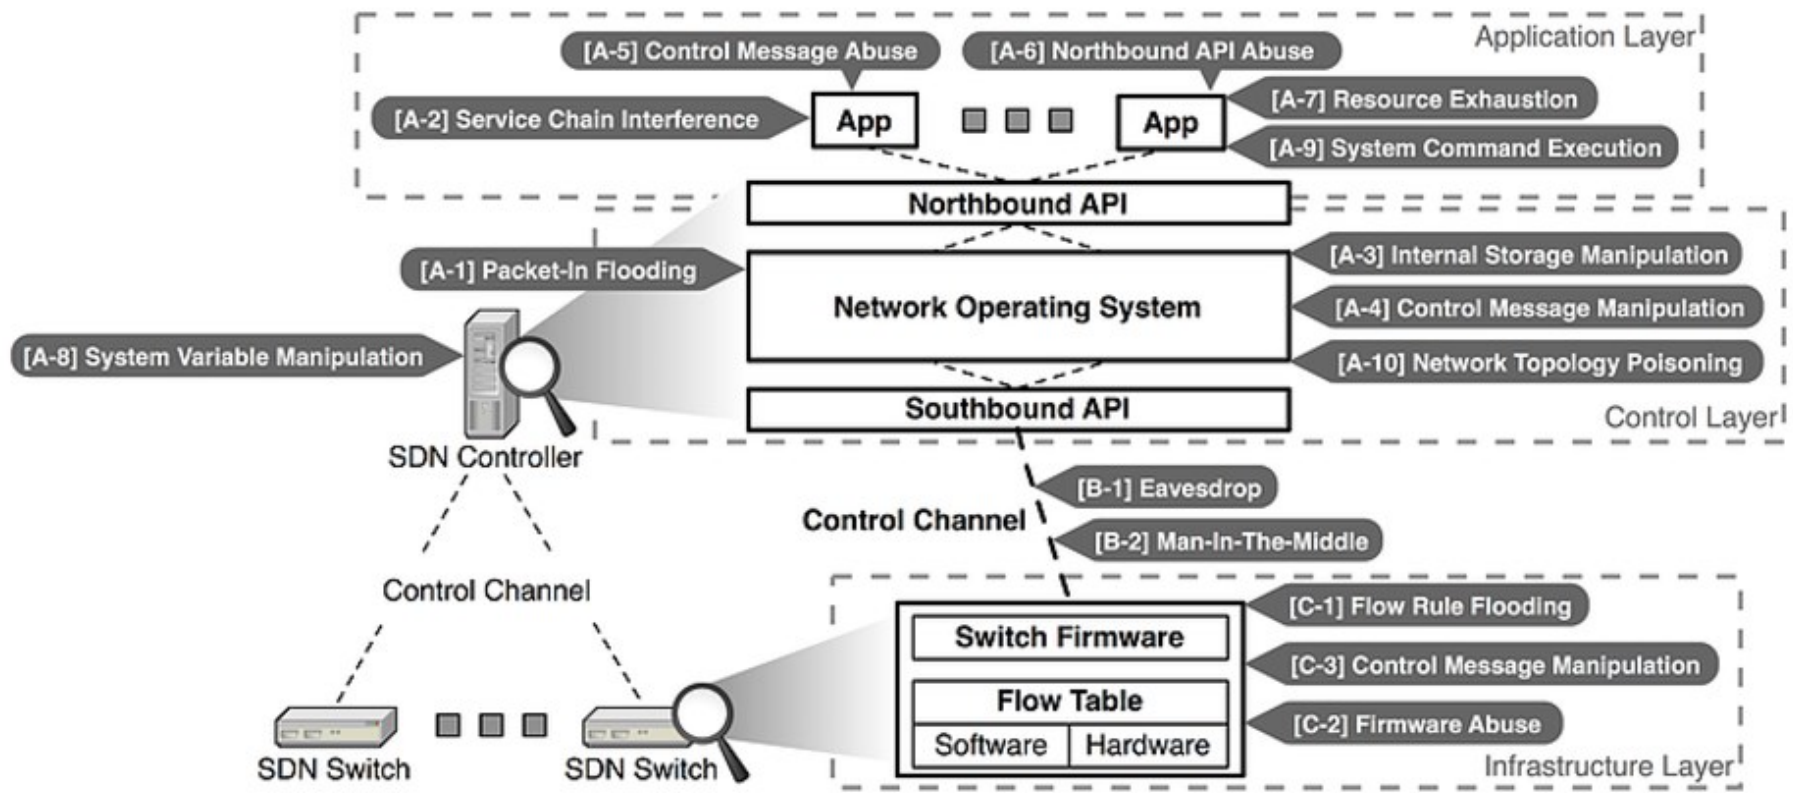 Application Layer
[A-5] Control Message Abuse
[A-6] Northbound API Abuse
[A-7] Resource Exhaustion
[A-2] Service Chain Interference
App
App
[A-9] System Command Execution
Northbound API
[A-1] Packet-In Flooding
[A-3] Internal Storage Manipulation
Network Operating System
[A-4] Control Message Manipulation
[A-8] System Variable Manipulation
[A-10] Network Topology Poisoning
Southbound API
Control Layer
SDN Controller
[B-1] Eavesdrop
Control Channel
[B-2] Man-In-The-Middle
Control Channel
[C-1] Flow Rule Flooding
Switch Firmware
[C-3] Control Message Manipulation
Flow Table
[C-2] Firmware Abuse
Software
Hardware
SDN Switch
SDN Switch
Infrastructure Layer